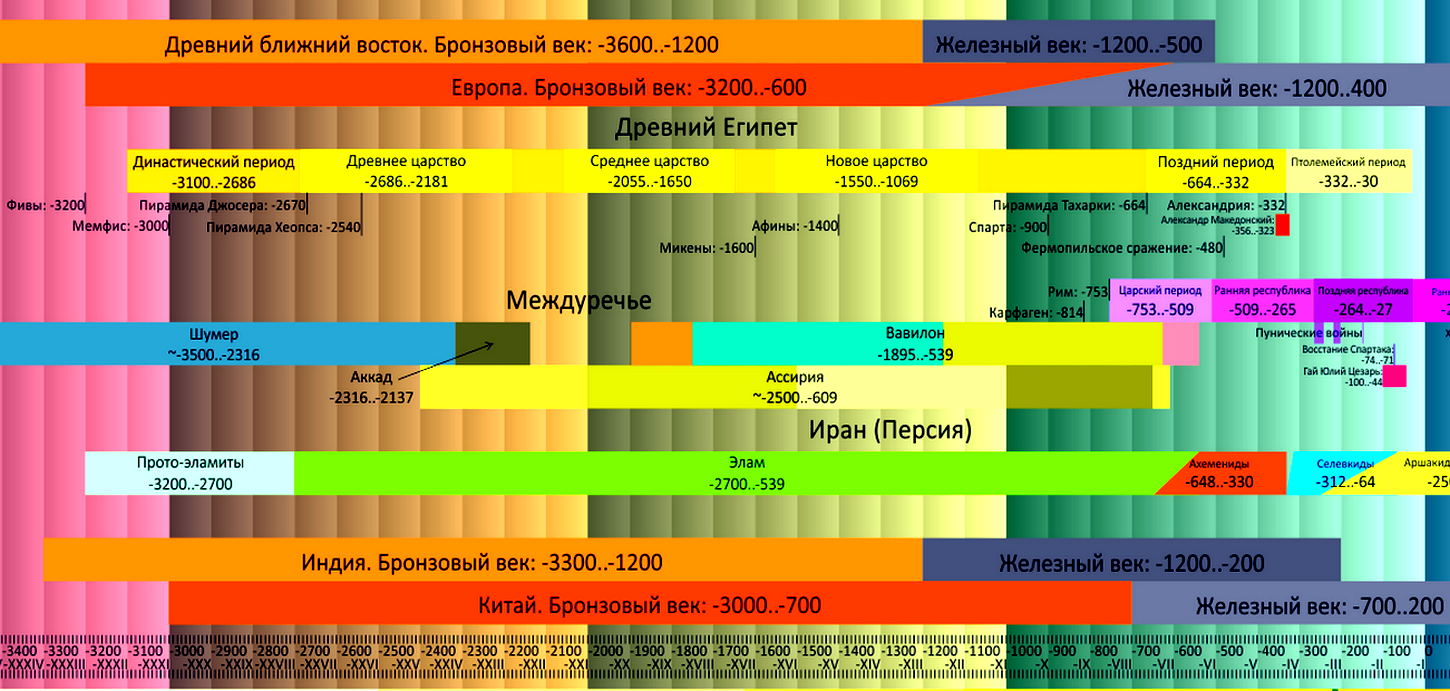 Древний ближний восток. Бронзовый век: -3600..-1200
Железный век: -1200..-500
Европа. Бронзовый век: -3200..-600
Железный век: -1200..400
Древний Египет
Династический период
-3100..-2686
Древнее царство
-2686..-2181
Среднее царство
-2055..-1650
Новое царство
-1550..-1069
Поздний период
-664..-332
Птолемейский период
-332..-30
Фивы: -3200
Пирамида Джосера: -2670
Пирамида Тахарки: -664
Александрия: -332
Мемфис: -3000
Пирамида Хеопса: -2540
Афины: -1400
Спарта: -900
Александр Македонский:
-356..-323
Микены: -1600
Фермопильское сражение: -480
Междуречье
Рим: -753
Карфаген: -814
Царский период
-753..-509
Ранняя республика
-509..-265
Поздняя республика
-264..-27
Ран
-2
Шумер
~-3500..-2316
Вавилон
-1895..-539
Пунические войны
Х
Восстание Спартака:
-74..-71
Гай Юлий Цезарь:
-100..-44
Аккад
-2316..-2137
Ассирия
~-2500..-609
Иран (Персия)
Прото-эламиты
-3200..-2700
Элам
-2700..-539
Ахемениды
-648..-330
Селевкиды
-312..-64
Аршакид
-250
Индия. Бронзовый век: -3300..-1200
Железный век: -1200..-200
Китай. Бронзовый век: -3000..-700
Железный век: -700..200
-3400 -3300 -3200 -3100 -3000 -2900 -2800 -2700 -2600 -2500 -2400 -2300 -2200 -2100 -2000 -1900 -1800 -1700 -1600 -1500 -1400 -1300 -1200 -1100 -1000 -900 -800 -700 -600 -500 -400 -300 -200 -100 0
-XXXIV -XXXIII -XXXII -XXXI -XXX -XXIX -XXVIII -XXVII -XXVI -XXV -XXIV -XXIII -XXII -XXI -XX -XIX -XVIII -XVII -XVI -XV -XIV -XIII -XII -XI -X -IX -VIII -VII -VI -V -IV -III -II -I